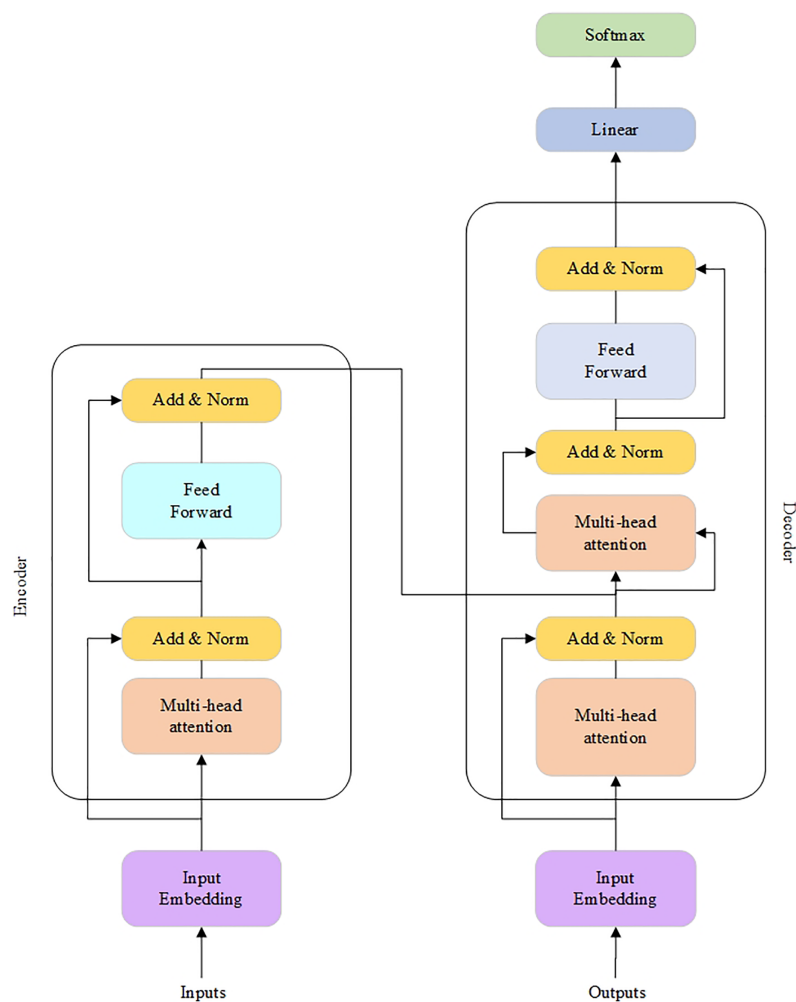 Softmax
Linear
Add & Norm
Feed
Forward
Add & Norm
Multi-head
attention
Add & Norm
Multi-head
attention
Input
Embedding
Outputs
Decoder
Add & Norm
Feed
Forward
Add & Norm
Multi-head
attention
Input
Embedding
Inputs
Encoder